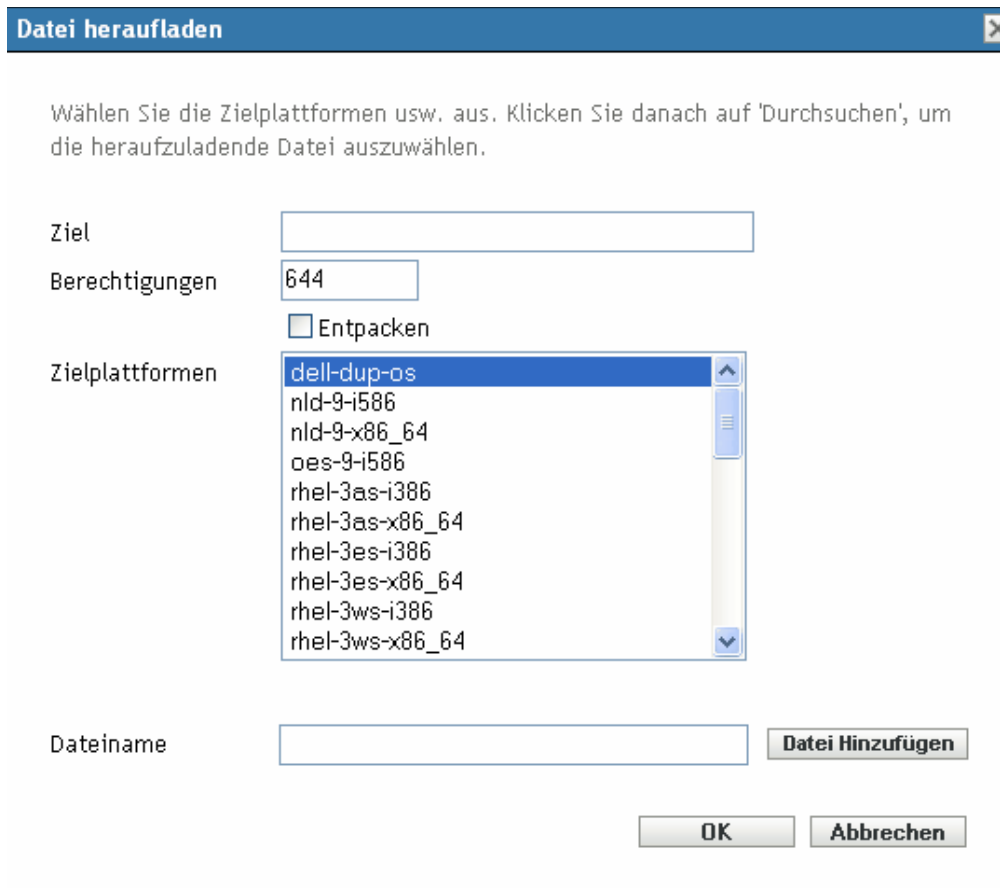 Datei heraufladen
Wählen Sie die Zielplattformen usw. aus. Klicken Sie danach auf 'Durchsuchen', um
die heraufzuladende Datei auszuwählen.
Ziel
Berechtigungen 644
Entpacken
Zielplattformen
dell-dup-os
nld-9-i586
nld-9-x86_64
oes-9-i586
rhel-3as-i386
rhel-3as-x86_64
rhel-3es-i386
rhel-3es-x86_64
rhel-3ws-i386
rhel-3ws-x86_64
Dateiname Datei Hinzufügen
OK Abbrechen